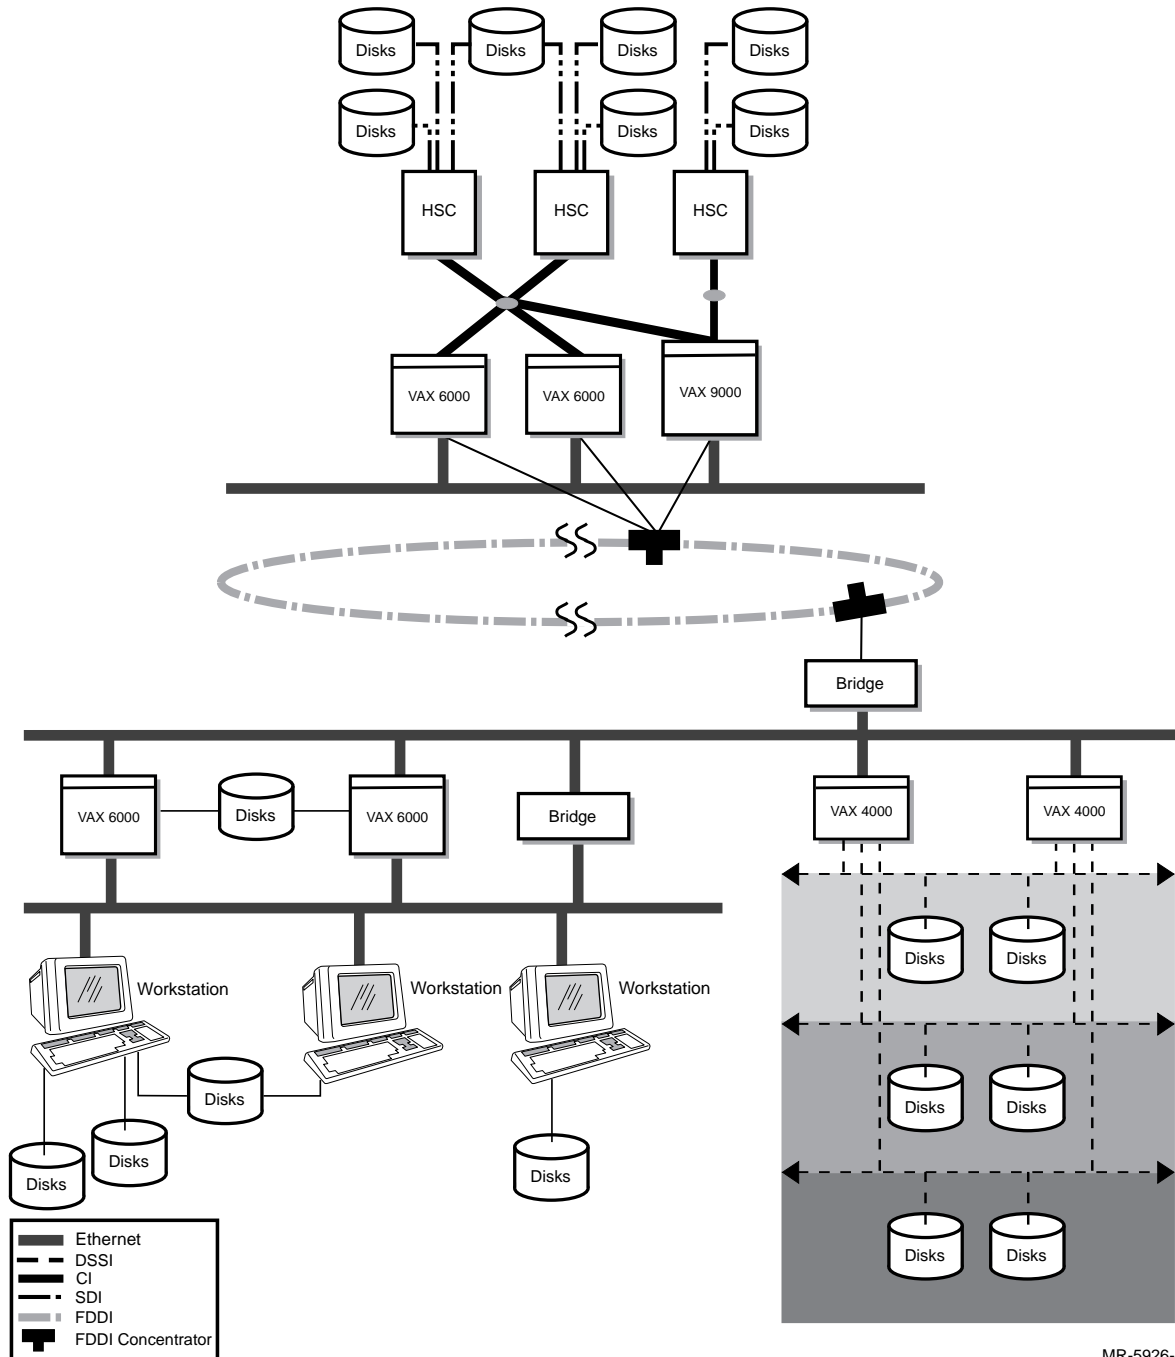 Disks
Disks
Disks
Disks
Disks
Disks
Disks
HSC
HSC
HSC
VAX 6000
VAX 6000
VAX 9000
Bridge
VAX 6000
Disks
VAX 6000
Bridge
VAX 4000
VAX 4000
Disks
Disks
Workstation
Workstation
Workstation
Disks
Disks
Disks
Disks
Disks
Disks
Disks
Disks
Ethernet
DSSI
CI
SDI
FDDI
FDDI Concentrator
MR-5926-